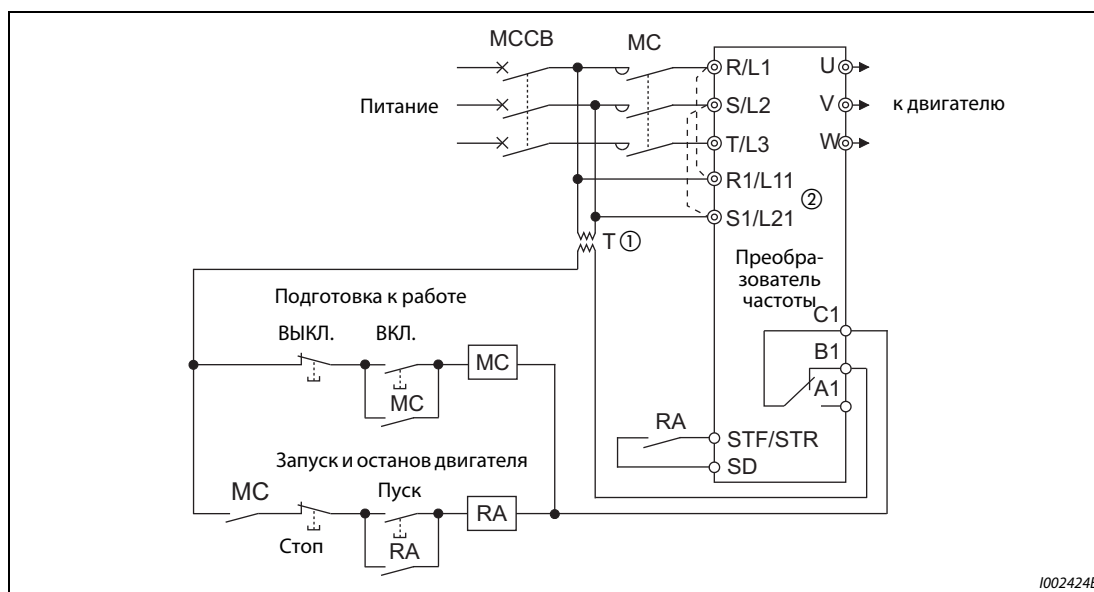 MCCB
MC
R/L1
U
Питание
S/L2
V
к двигателю
T/L3
W
R1/L11
②
S1/L21
T ①
Преобра-
зователь
частоты
Подготовка к работе
C1
ВЫКЛ.
ВКЛ.
B1
MC
A1
MC
RA
STF/STR
Запуск и останов двигателя
SD
MC
Пуск
RA
Стоп
RA
I002424E